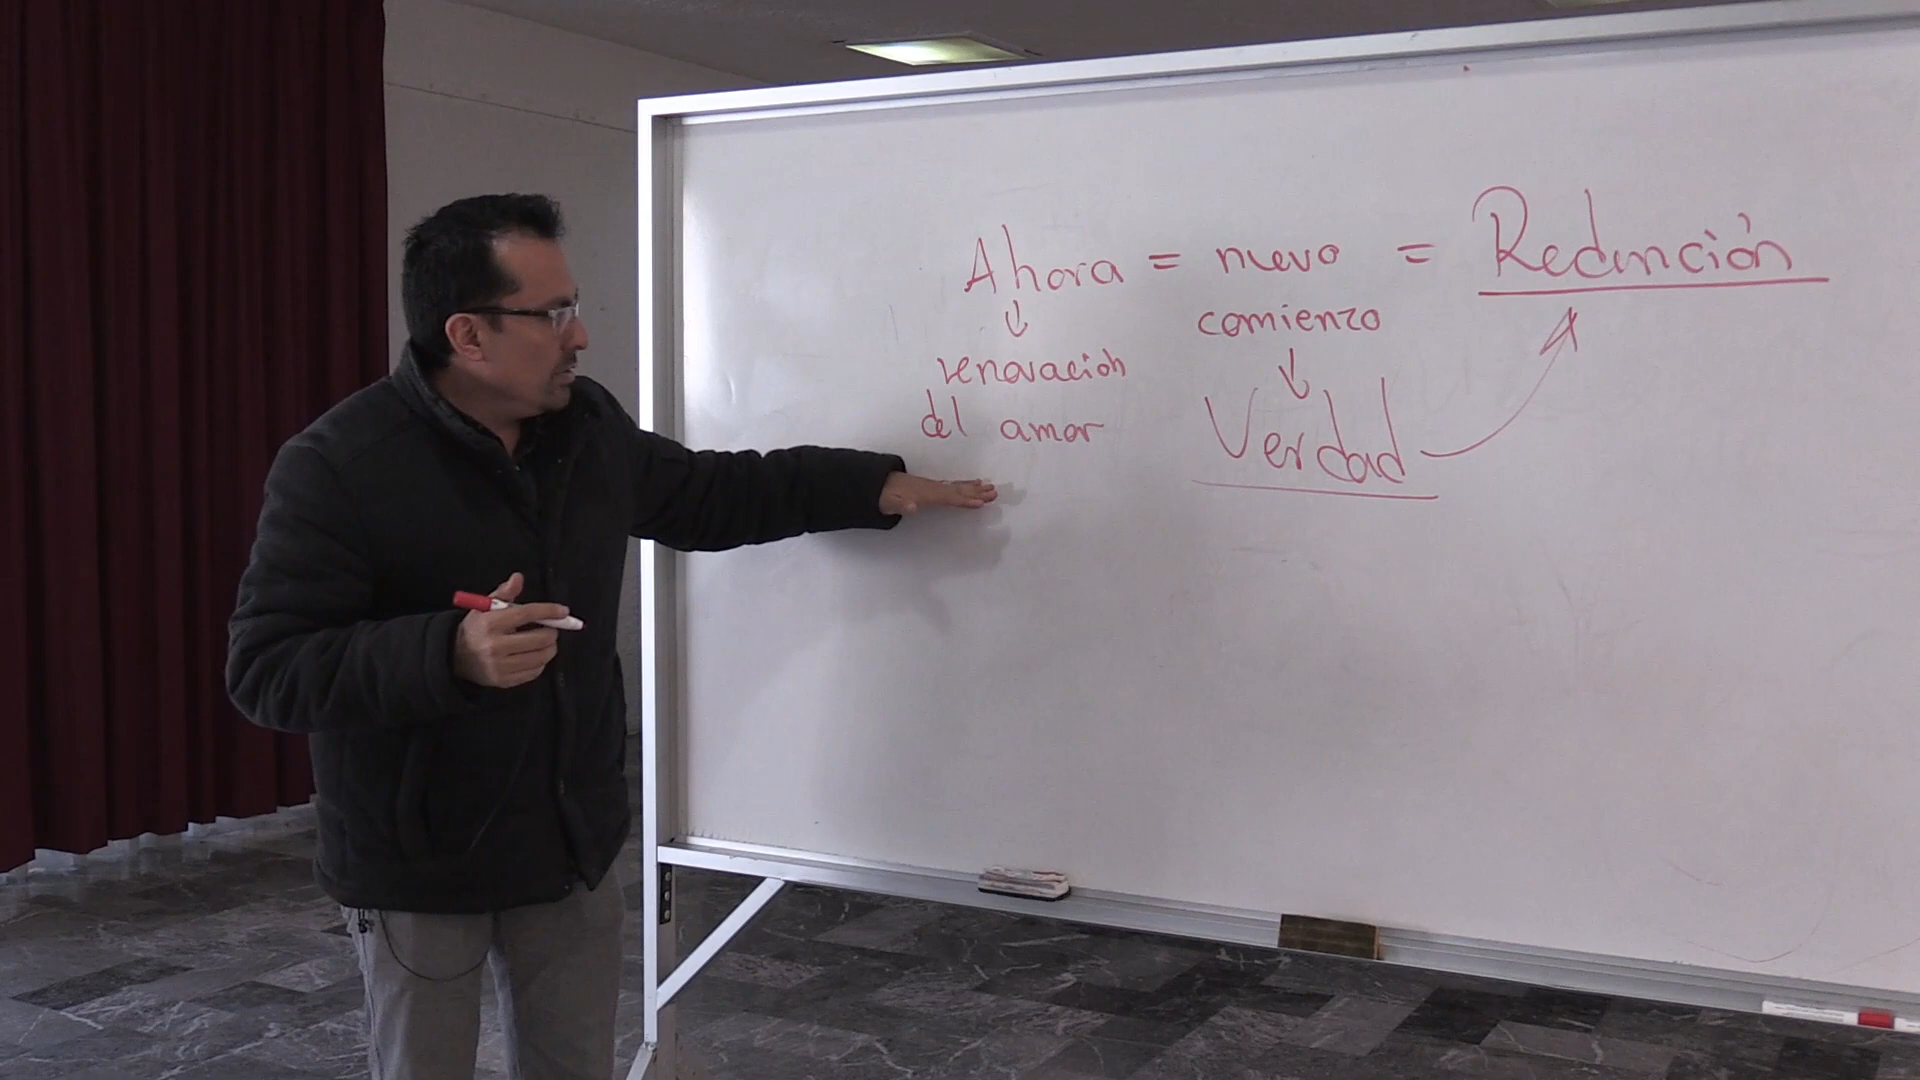 Ahora = nuevo = Redención
↓ comienzo
renovación ↓
del amor Verdad